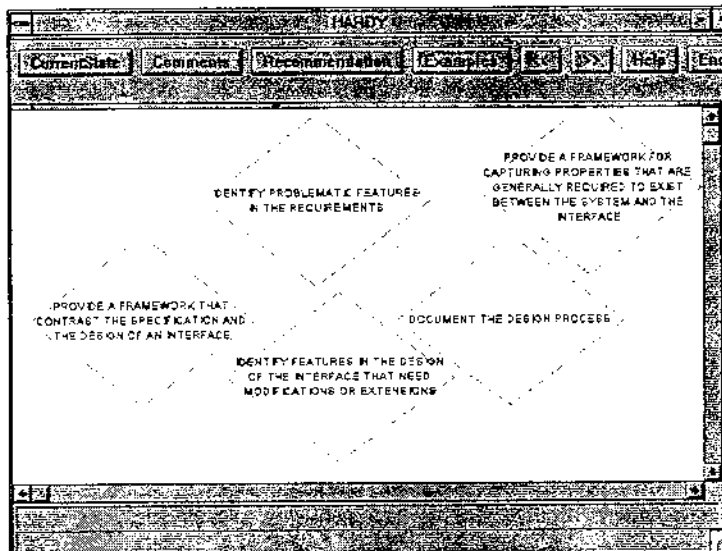 HARDY
CurrentState Comments Recommendation Examples << >> Help
IDENTIFY PROBLEMATIC FEATURES
IN THE REQUIREMENTS
PROVIDE A FRAMEWORK FOR
CAPTURING PROPERTIES THAT ARE
GENERALLY REQUIRED TO EXIST
BETWEEN THE SYSTEM AND THE
INTERFACE
PROVIDE A FRAMEWORK THAT
CONTRAST THE SPECIFICATION AND
THE DESIGN OF AN INTERFACE.
DOCUMENT THE DESIGN PROCESS
IDENTIFY FEATURES IN THE DESIGN
OF THE INTERFACE THAT NEED
MODIFICATIONS OR EXTENSIONS